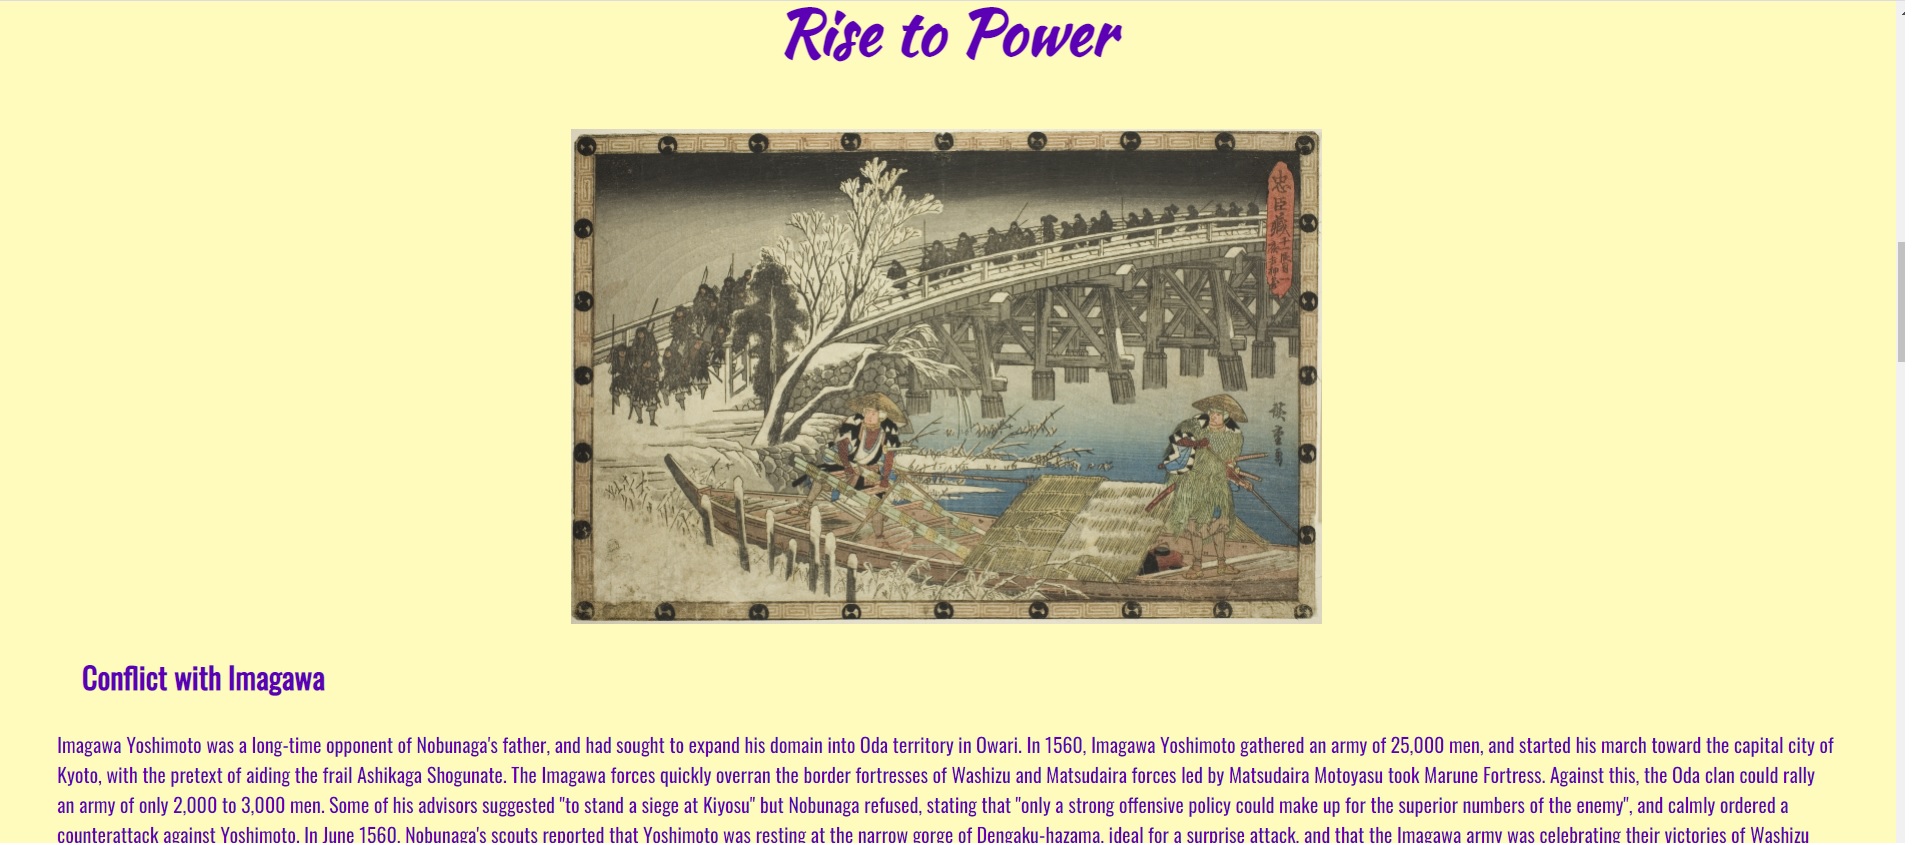 Rise to Power
忠臣蔵
十一段目
Conflict with Imagawa
Imagawa Yoshimoto was a long-time opponent of Nobunaga's father, and had sought to expand his domain into Oda territory in Owari. In 1560, Imagawa Yoshimoto gathered an army of 25,000 men, and started his march toward the capital city of
Kyoto, with the pretext of aiding the frail Ashikaga Shogunate. The Imagawa forces quickly overran the border fortresses of Washizu and Matsudaira forces led by Matsudaira Motoyasu took Marune Fortress. Against this, the Oda clan could rally
an army of only 2,000 to 3,000 men. Some of his advisors suggested "to stand a siege at Kiyosu" but Nobunaga refused, stating that "only a strong offensive policy could make up for the superior numbers of the enemy", and calmly ordered a
counterattack against Yoshimoto. In June 1560, Nobunaga's scouts reported that Yoshimoto was resting at the narrow gorge of Dengaku-hazama, ideal for a surprise attack, and that the Imagawa army was celebrating their victories of Washizu